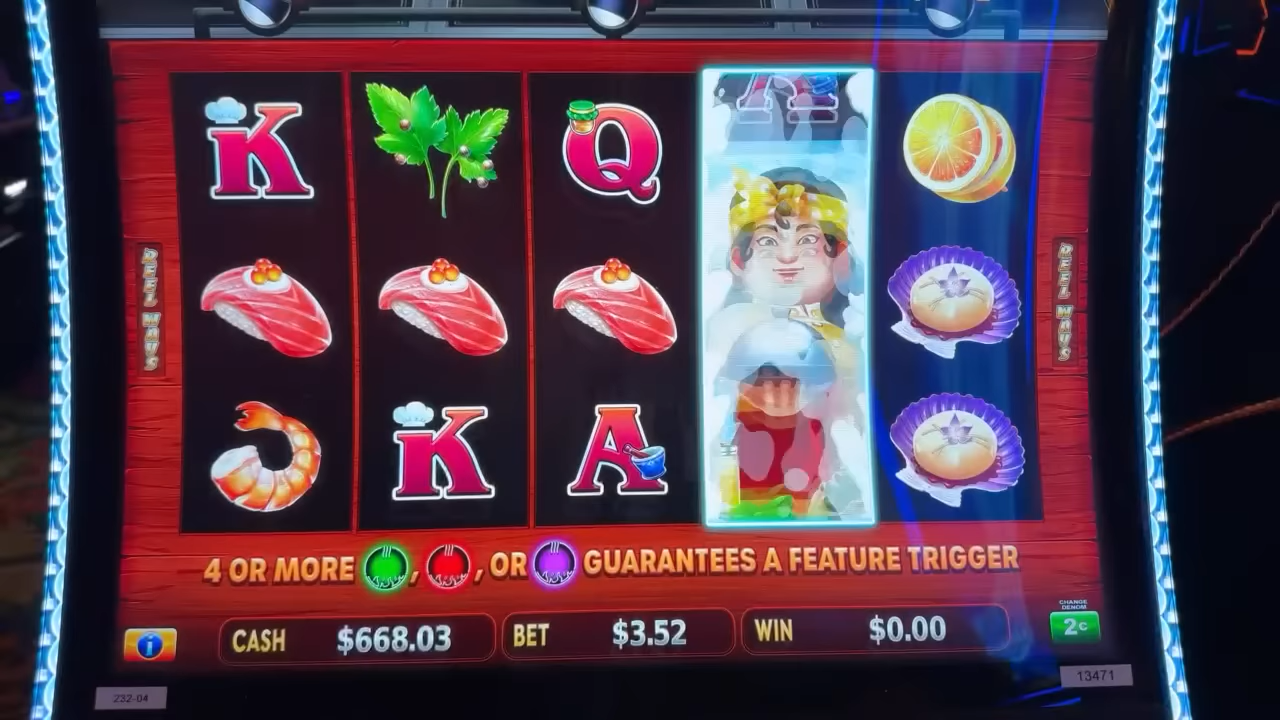 K
Q
REEL WAYS
REEL WAYS
K
A
4 OR MORE , , OR GUARANTEES A FEATURE TRIGGER
CHANGE
DENOM
CASH $668.03 BET $3.52 WIN $0.00 2¢
232-04
13471